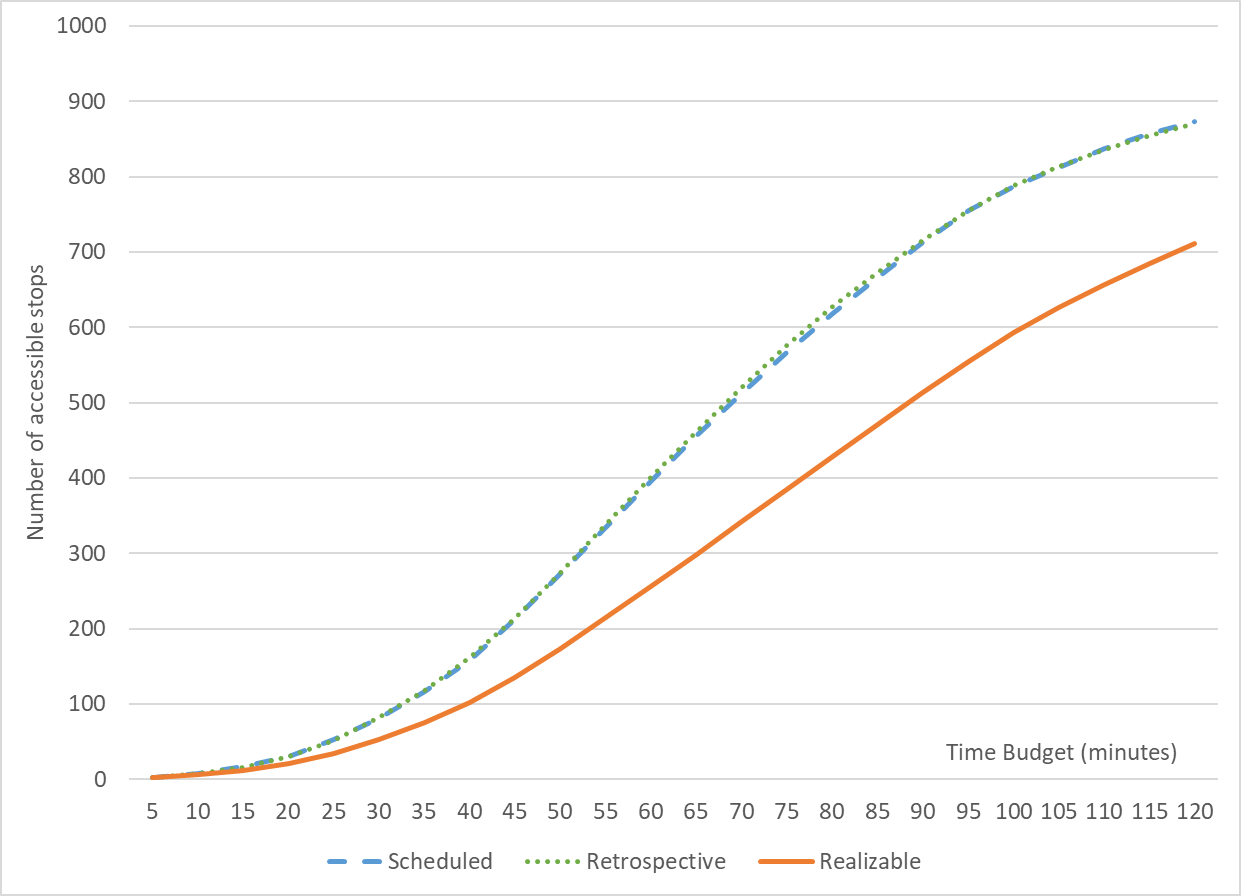 1000
900
800
700
600
500
400
300
200
100
0
Number of accessible stops
Time Budget (minutes)
5 10 15 20 25 30 35 40 45 50 55 60 65 70 75 80 85 90 95 100 105 110 115 120
Scheduled Retrospective Realizable